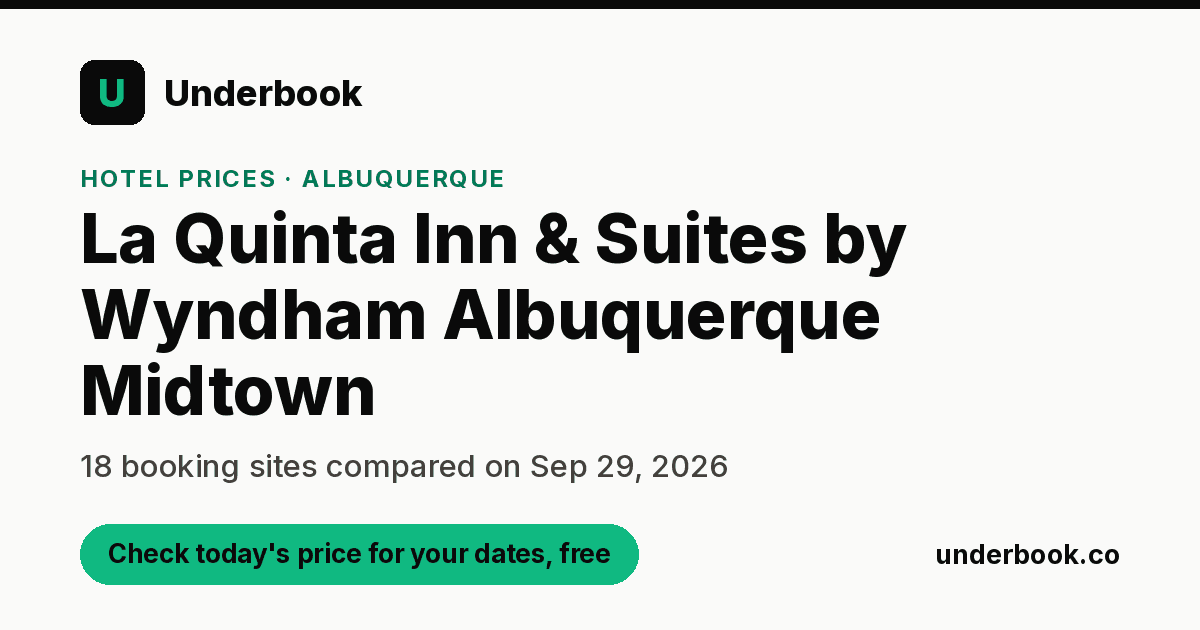 U Underbook
HOTEL PRICES · ALBUQUERQUE
La Quinta Inn & Suites by
Wyndham Albuquerque
Midtown
18 booking sites compared on Sep 29, 2026
Check today's price for your dates, free
underbook.co